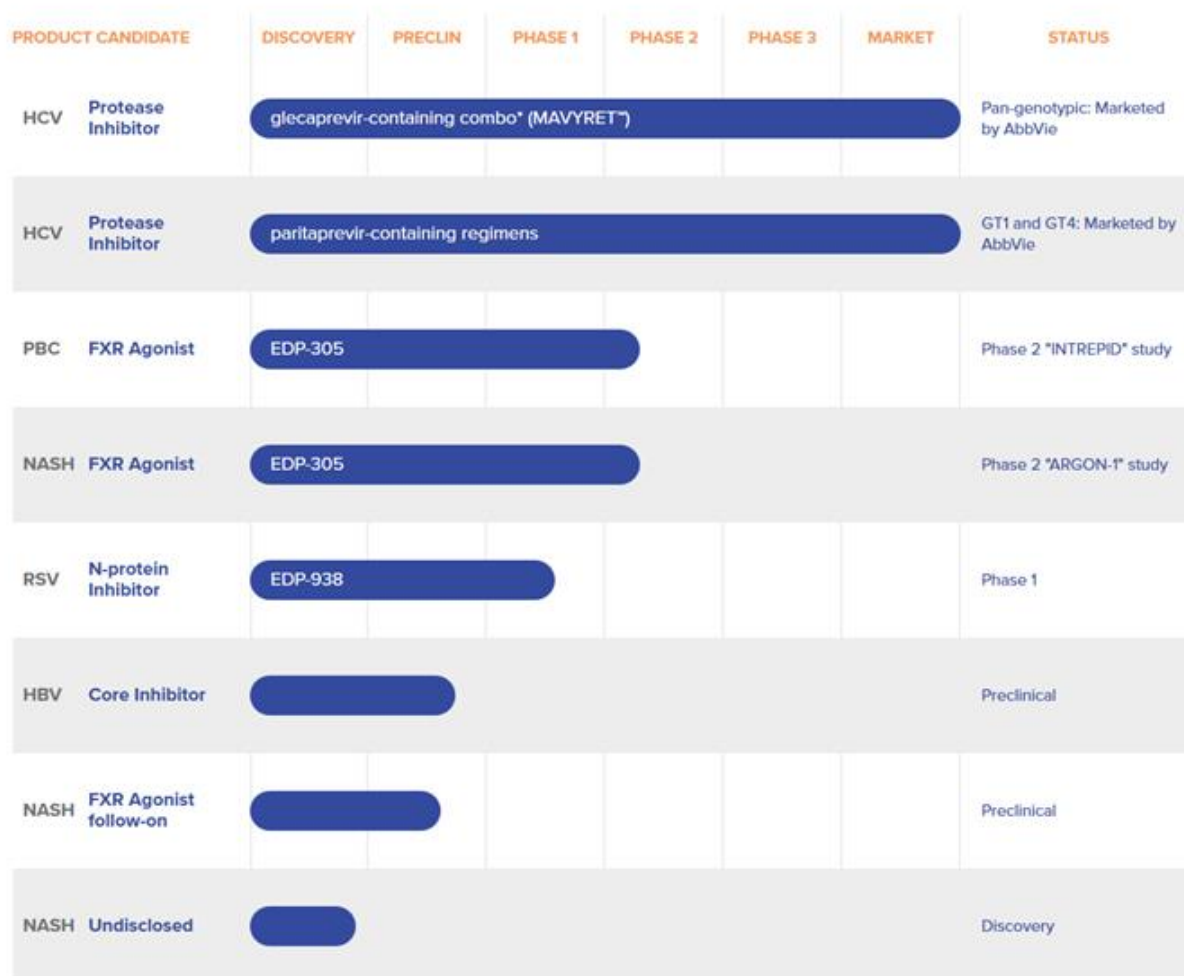 PRODUCT CANDIDATE DISCOVERY PRECLIN PHASE 1 PHASE 2 PHASE 3 MARKET STATUS
HCV Protease Inhibitor glecaprevir-containing combo* (MAVYRET™) Pan-genotypic: Marketed by AbbVie
HCV Protease Inhibitor paritaprevir-containing regimens GT1 and GT4: Marketed by AbbVie
PBC FXR Agonist EDP-305 Phase 2 "INTREPID" study
NASH FXR Agonist EDP-305 Phase 2 "ARGON-1" study
RSV N-protein Inhibitor EDP-938 Phase 1
HBV Core Inhibitor Preclinical
NASH FXR Agonist follow-on Preclinical
NASH Undisclosed Discovery